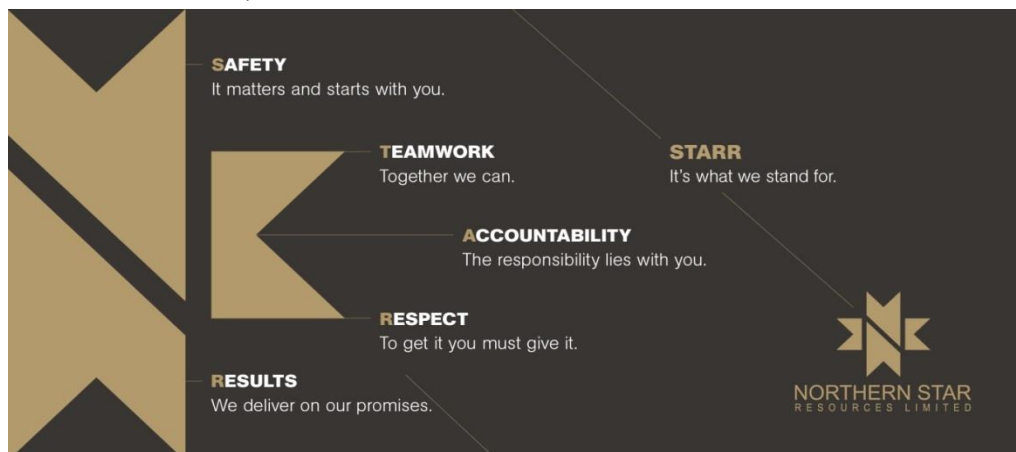 SAFETY
It matters and starts with you.
TEAMWORK
Together we can.
STARR
It's what we stand for.
ACCOUNTABILITY
The responsibility lies with you.
RESPECT
To get it you must give it.
RESULTS
We deliver on our promises.
NORTHERN STAR
RESOURCES LIMITED